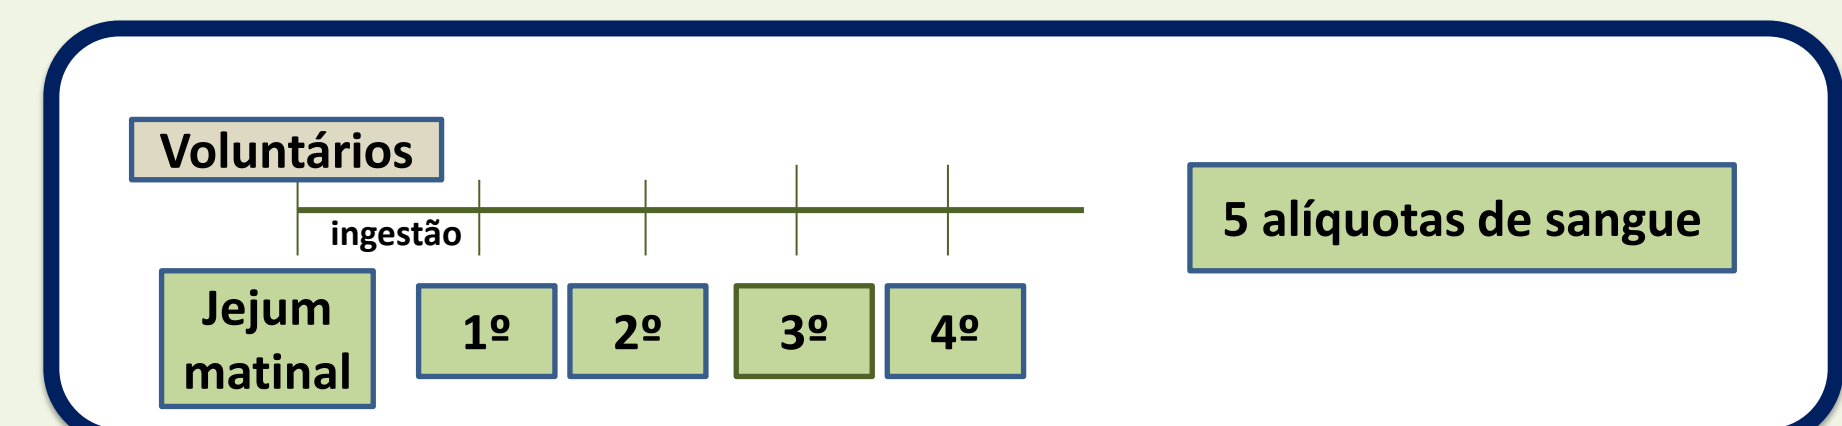 Voluntários
ingestão
5 alíquotas de sangue
Jejum
matinal
1º
2º
3º
4º